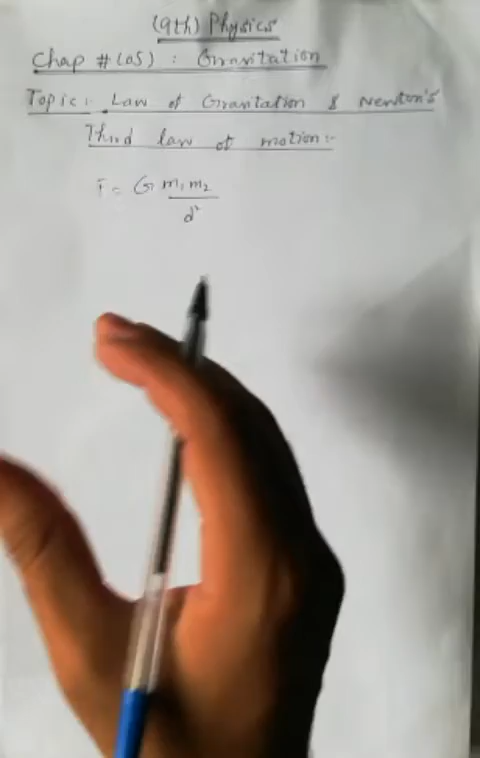 (9th) Physics
Chap # (05) : Gravitation
Topic:- Law of Gravitation & Newton's
Third law of motion:-
F = G m₁m₂
d²